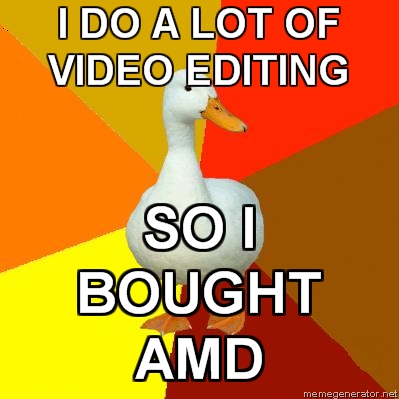 I DO A LOT OF
VIDEO EDITING
SO I
BOUGHT
AMD
memegenerator.net